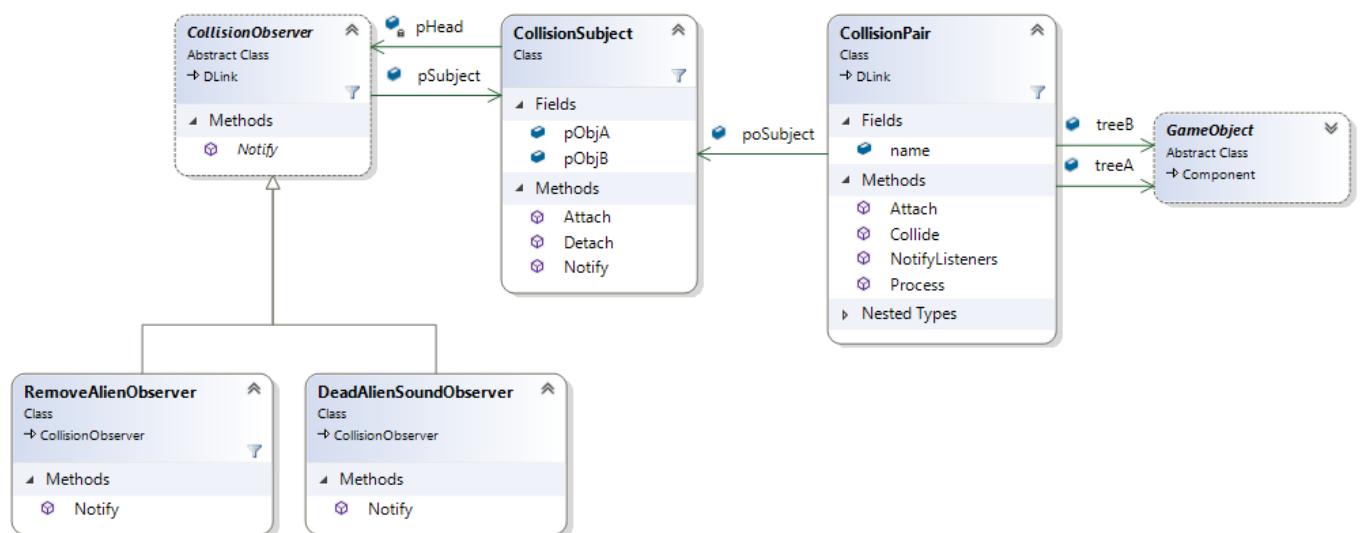 CollisionObserver
Abstract Class
DLink
Methods
Notify
pHead
pSubject
CollisionSubject
Class
Fields
pObjA
pObjB
Methods
Attach
Detach
Notify
poSubject
CollisionPair
Class
DLink
Fields
name
Methods
Attach
Collide
NotifyListeners
Process
Nested Types
treeB
treeA
GameObject
Abstract Class
Component
RemoveAlienObserver
Class
CollisionObserver
Methods
Notify
DeadAlienSoundObserver
Class
CollisionObserver
Methods
Notify